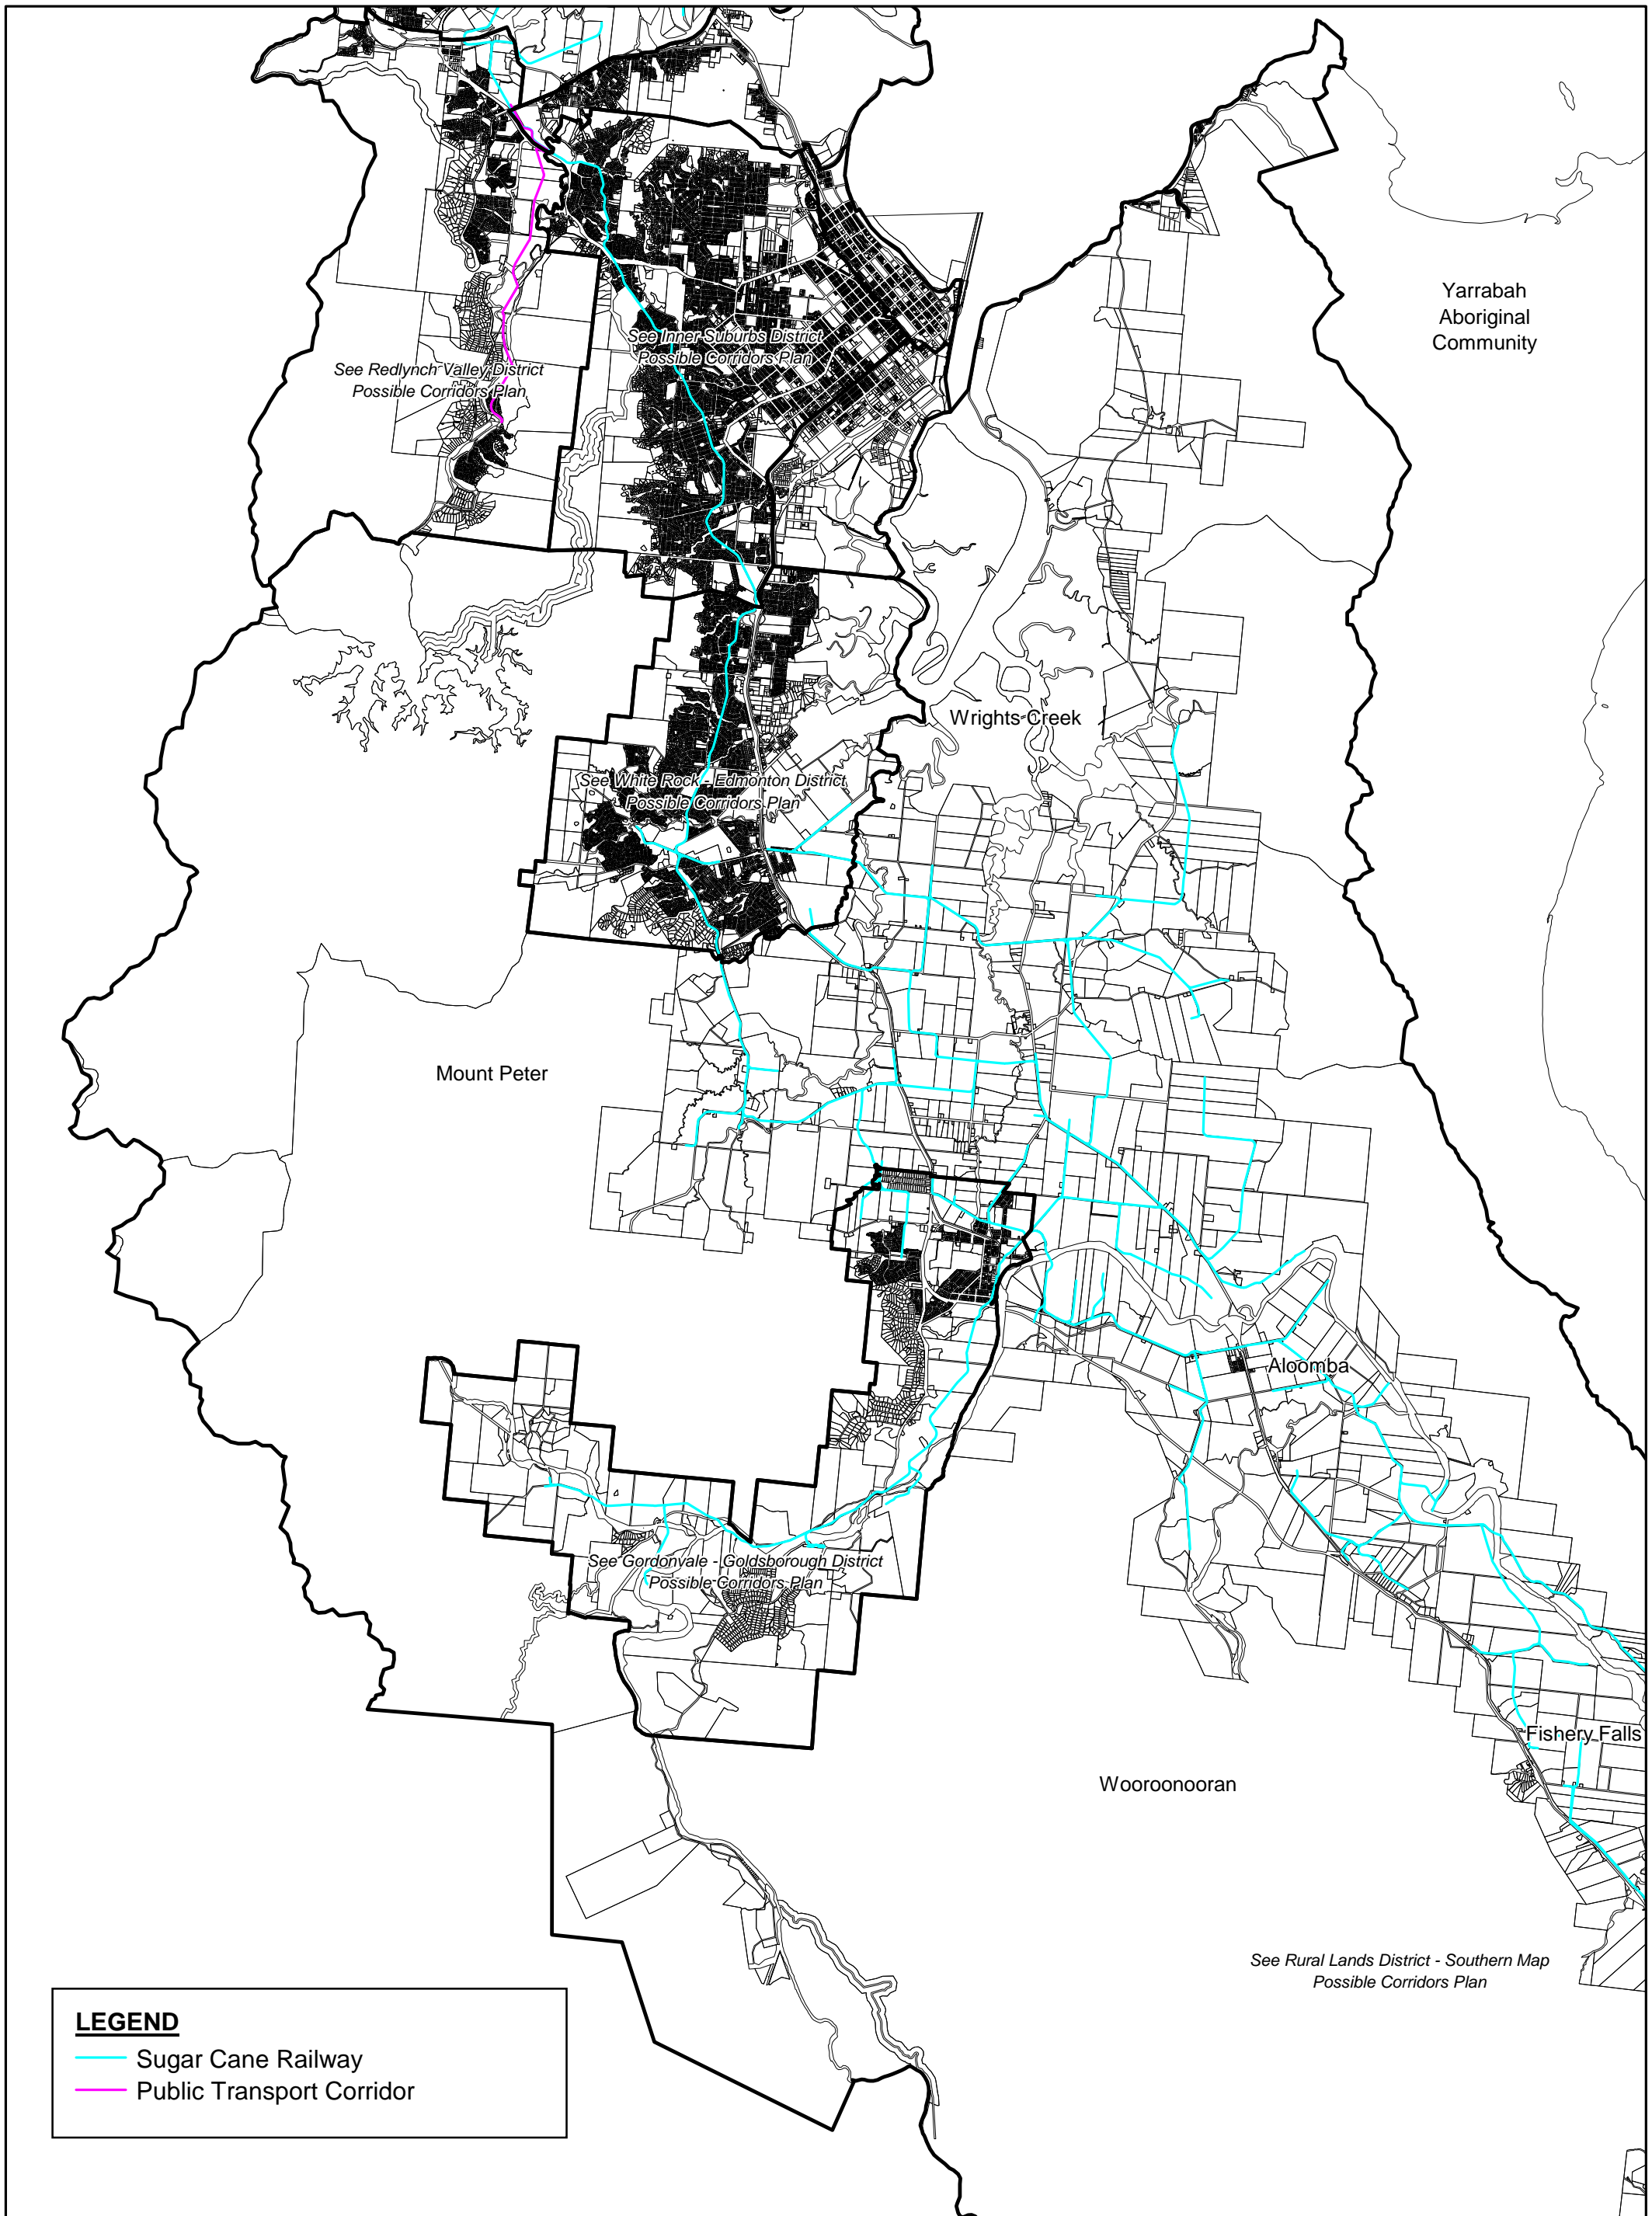 Yarrabah
Aboriginal
Community
See Inner Suburbs District
Possible Corridors Plan
See Redlynch Valley District
Possible Corridors Plan
Wrights Creek
See White Rock - Edmonton District
Possible Corridors Plan
Mount Peter
Aloomba
See Gordonvale - Goldsborough District
Possible Corridors Plan
Fishery Falls
Wooroonooran
See Rural Lands District - Southern Map
Possible Corridors Plan
LEGEND
Sugar Cane Railway
Public Transport Corridor